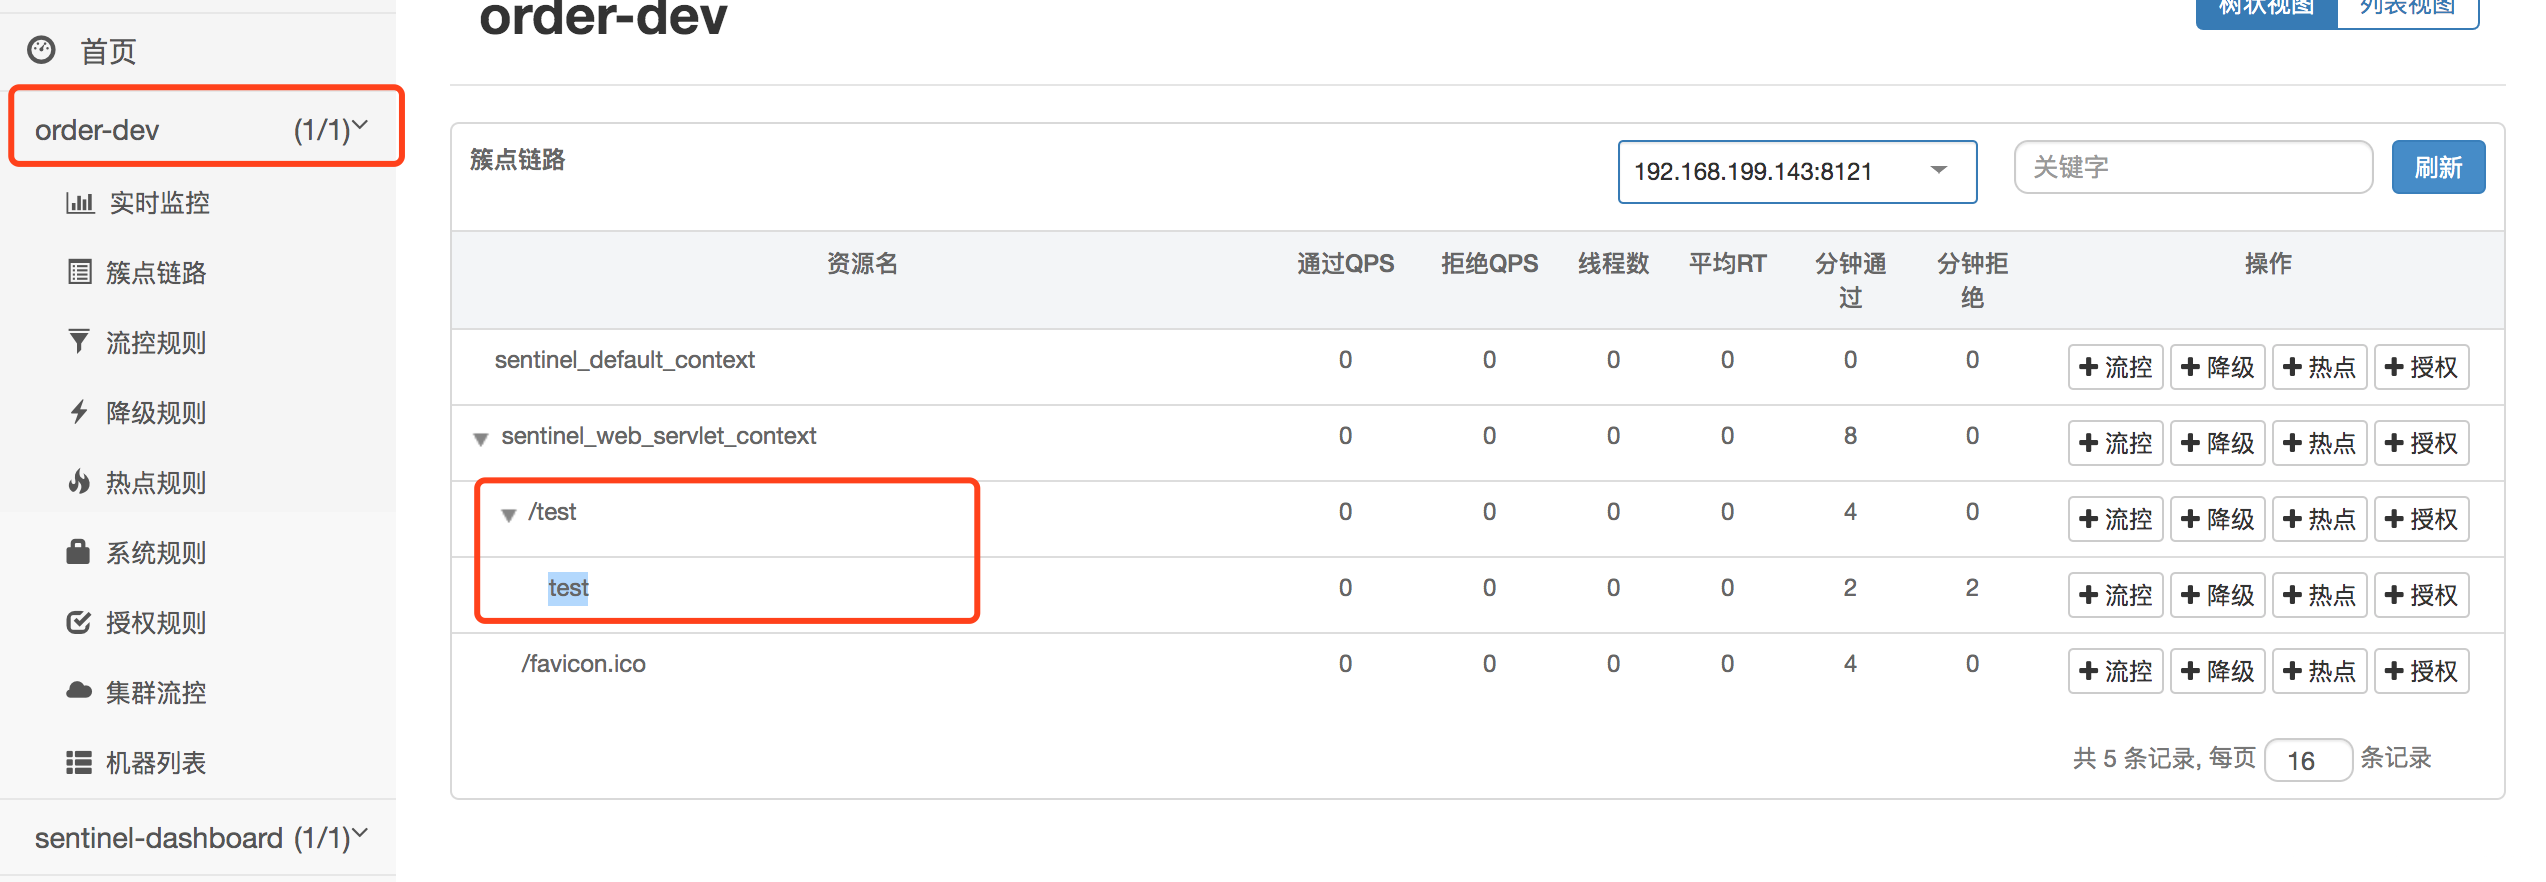 首页
order-dev (1/1)
实时监控
簇点链路
流控规则
降级规则
热点规则
系统规则
授权规则
集群流控
机器列表
sentinel-dashboard (1/1)
order-dev
树状视图 列表视图
簇点链路 192.168.199.143:8121 关键字 刷新
资源名 通过QPS 拒绝QPS 线程数 平均RT 分钟通过 分钟拒绝 操作
sentinel_default_context 0 0 0 0 0 0 流控 降级 热点 授权
sentinel_web_servlet_context 0 0 0 0 8 0 流控 降级 热点 授权
/test 0 0 0 0 4 0 流控 降级 热点 授权
test 0 0 0 0 2 2 流控 降级 热点 授权
/favicon.ico 0 0 0 0 4 0 流控 降级 热点 授权
共 5 条记录, 每页 16 条记录